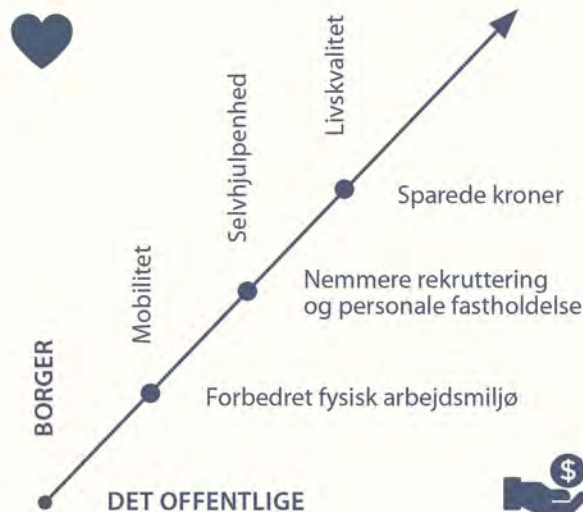 Livskvalitet
Selvhjulpenhed
Sparede kroner
Mobilitet
Nemmere rekruttering
og personale fastholdelse
BORGER
Forbedret fysisk arbejdsmiljø
DET OFFENTLIGE
$